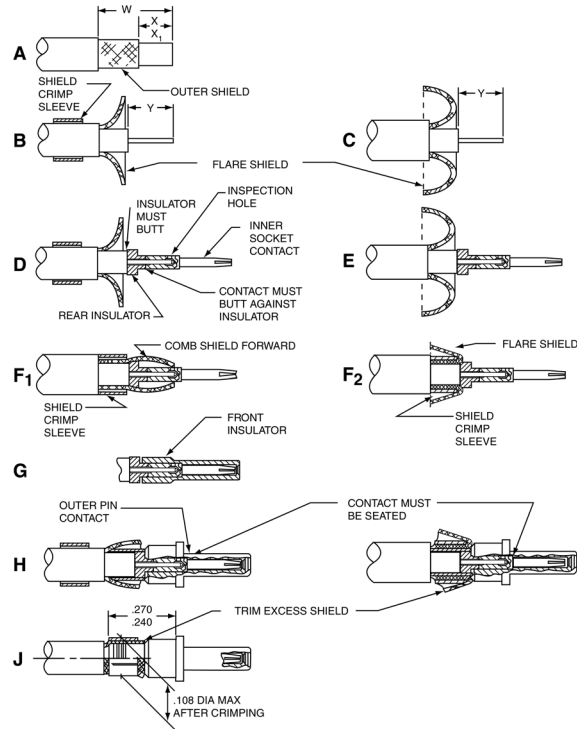 W
X
X1
A
SHIELD
CRIMP
SLEEVE
OUTER SHIELD
Y
B
FLARE SHIELD
Y
C
INSULATOR
MUST
BUTT
INSPECTION
HOLE
INNER
SOCKET
CONTACT
D
CONTACT MUST
BUTT AGAINST
INSULATOR
REAR INSULATOR
E
COMB SHIELD FORWARD
F1
SHIELD
CRIMP
SLEEVE
FLARE SHIELD
F2
SHIELD
CRIMP
SLEEVE
FRONT
INSULATOR
G
OUTER PIN
CONTACT
CONTACT MUST
BE SEATED
H
.270
.240
TRIM EXCESS SHIELD
J
.108 DIA MAX
AFTER CRIMPING